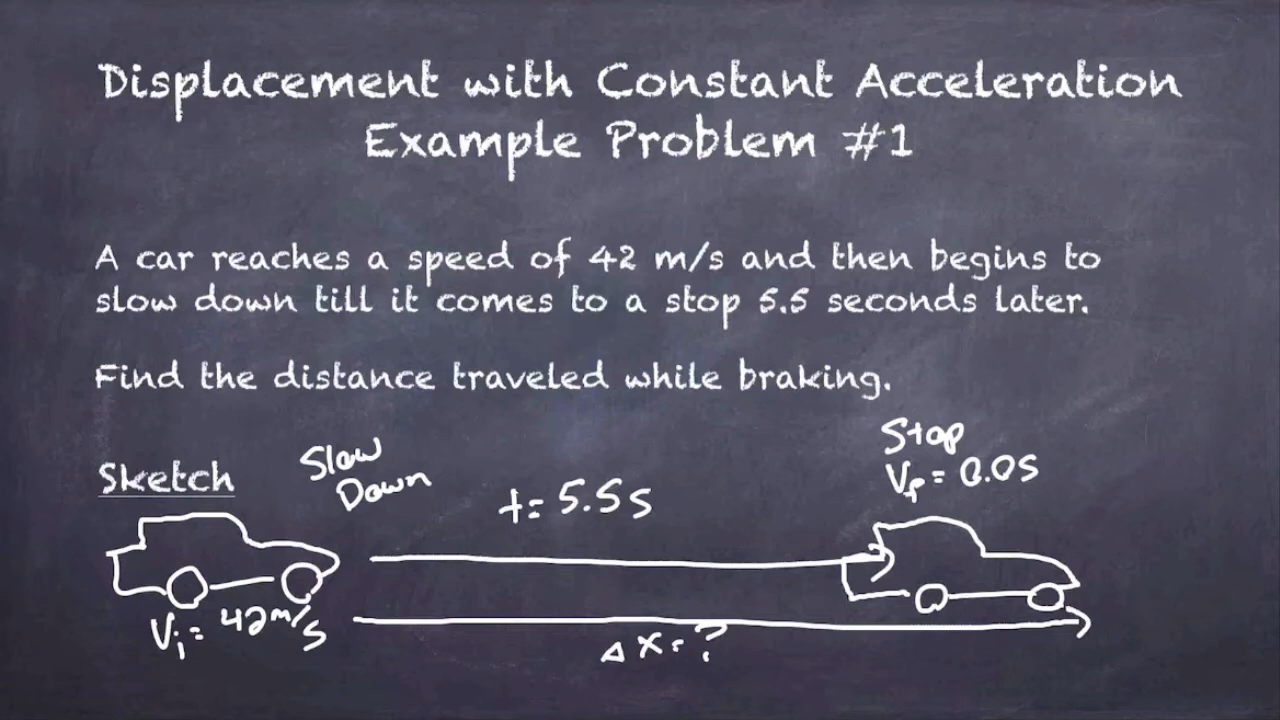 Displacement with Constant Acceleration
Example Problem #1
A car reaches a speed of 42 m/s and then begins to
slow down till it comes to a stop 5.5 seconds later.
Find the distance traveled while braking.
Sketch
Slow
Down
t = 5.5 s
Stop
Vf = 0.0s
Vi = 42 m/s
Δx = ?